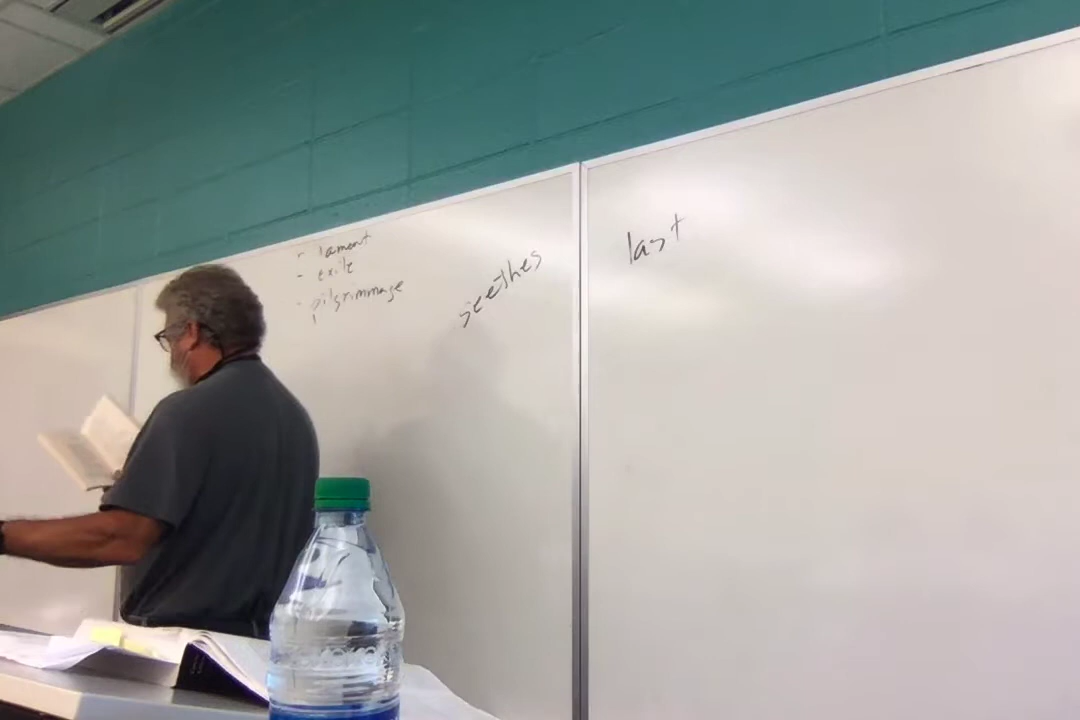 - lament
- exile
- pilgrimmage
seethes
last